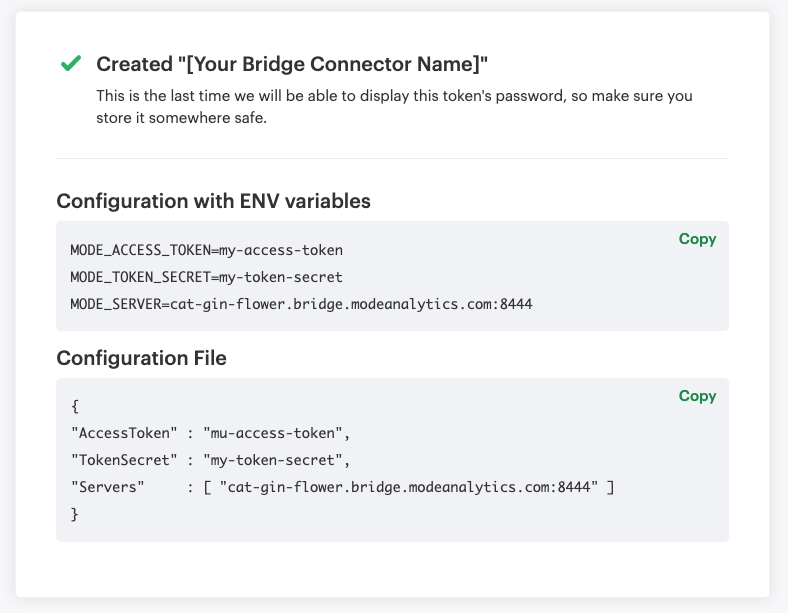 Created "[Your Bridge Connector Name]"
This is the last time we will be able to display this token's password, so make sure you
store it somewhere safe.
Configuration with ENV variables
Copy
MODE_ACCESS_TOKEN=my-access-token
MODE_TOKEN_SECRET=my-token-secret
MODE_SERVER=cat-gin-flower.bridge.modeanalytics.com:8444
Configuration File
Copy
{
"AccessToken" : "mu-access-token",
"TokenSecret" : "my-token-secret",
"Servers"     : [ "cat-gin-flower.bridge.modeanalytics.com:8444" ]
}